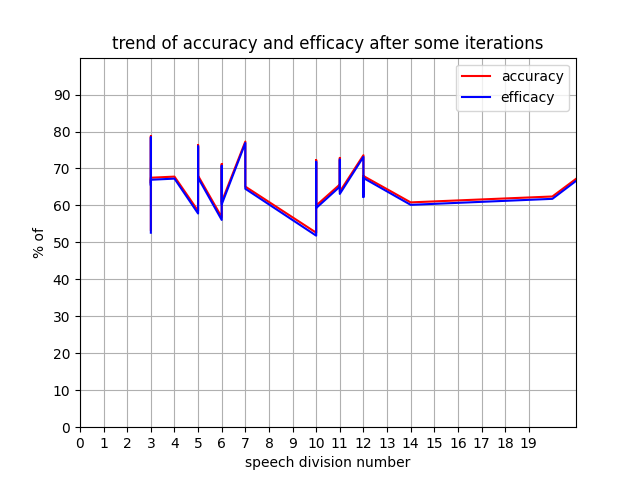 trend of accuracy and efficacy after some iterations
accuracy
efficacy
90
80
70
60
50
40
30
20
10
0
% of
0 1 2 3 4 5 6 7 8 9 10 11 12 13 14 15 16 17 18 19
speech division number